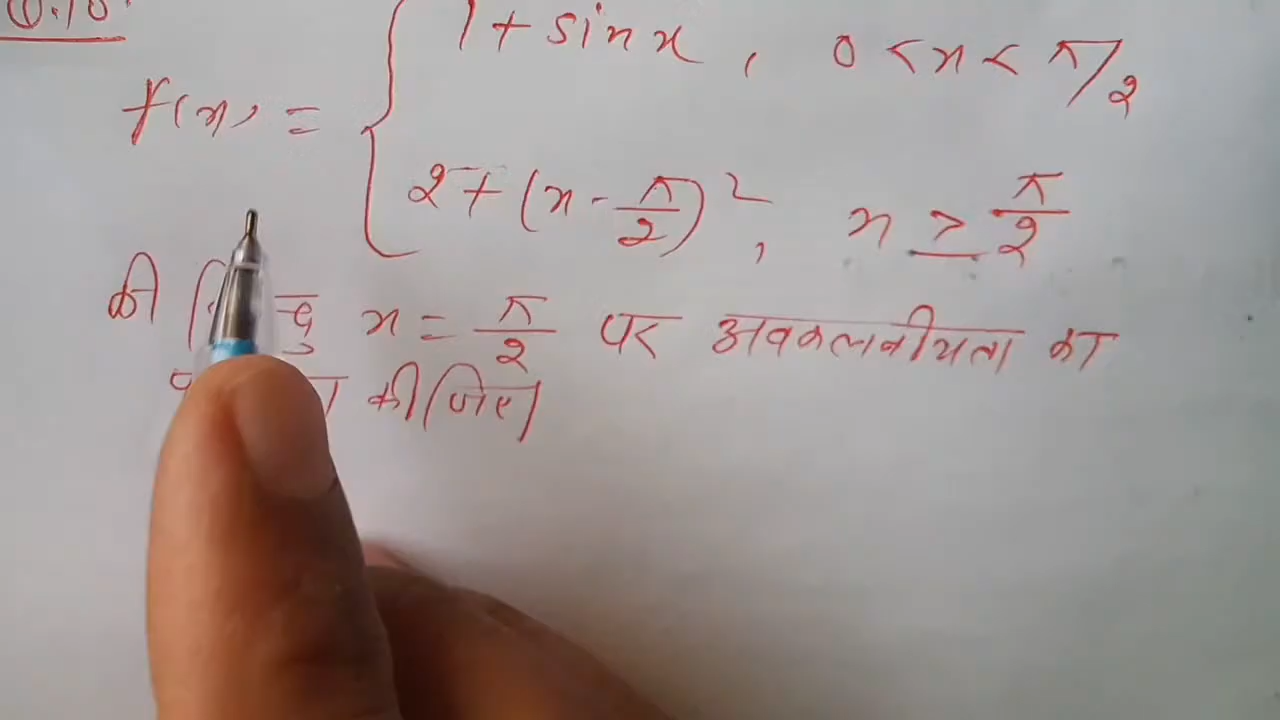 f(x) = { 1 + sin x , 0 < x < π/2
2 + (x - π/2)², x ≥ π/2
की x = π/2 पर अवकलनीयता का
कीजिए